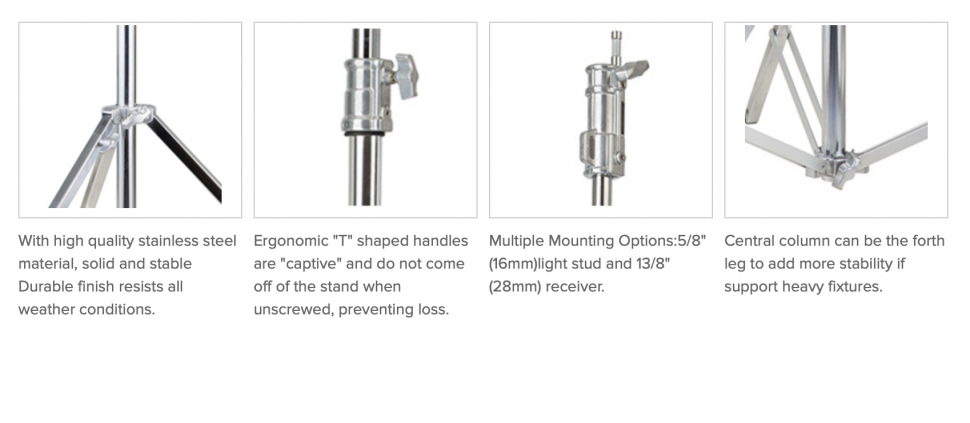 With high quality stainless steel
material, solid and stable
Durable finish resists all
weather conditions.
Ergonomic "T" shaped handles
are "captive" and do not come
off of the stand when
unscrewed, preventing loss.
Multiple Mounting Options:5/8"
(16mm)light stud and 13/8"
(28mm) receiver.
Central column can be the forth
leg to add more stability if
support heavy fixtures.